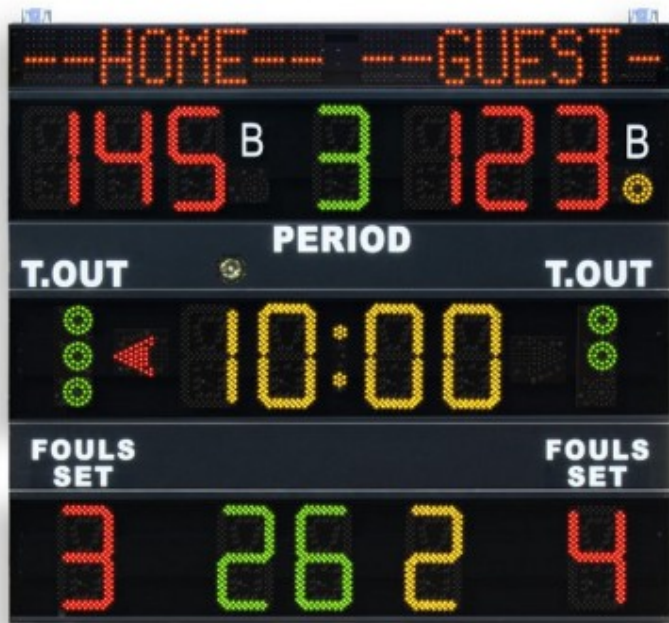 --HOME-- --GUEST-
145 B 3 123 B
PERIOD
T.OUT T.OUT
10:00
FOULS SET FOULS SET
3 26 2 4